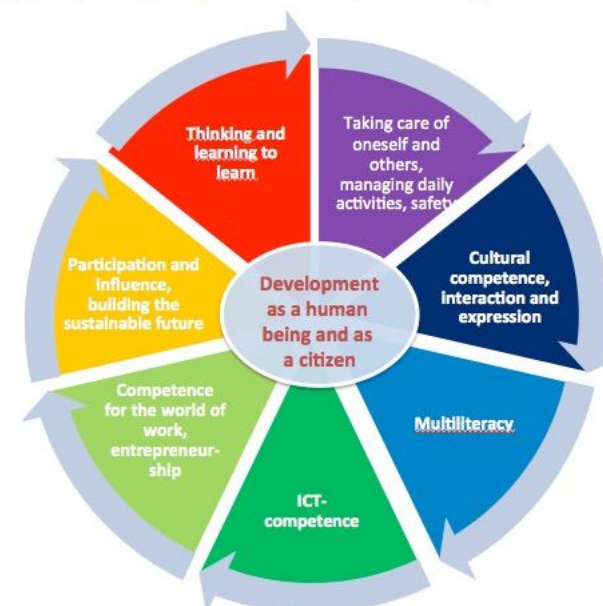 Thinking and
learning to
learn
Taking care of
oneself and
others,
managing daily
activities, safety
Cultural
competence,
interaction and
expression
Multiliteracy
ICT-
competence
Competence
for the world of
work,
entrepreneur-
ship
Participation and
influence,
building the
sustainable future
Development
as a human
being and as
a citizen